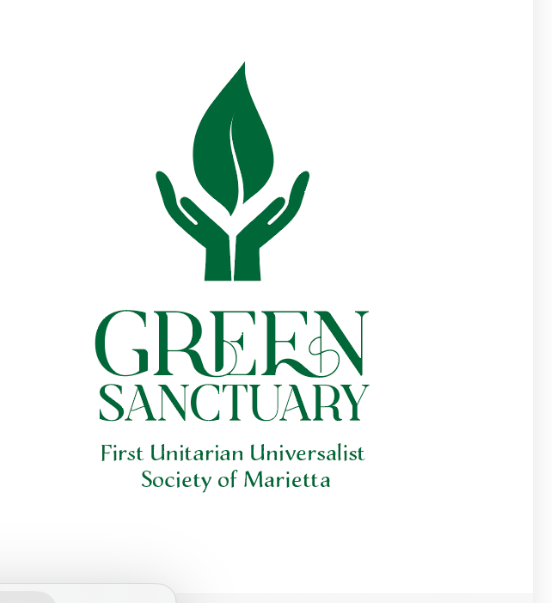 GREEN
SANCTUARY
First Unitarian Universalist
Society of Marietta